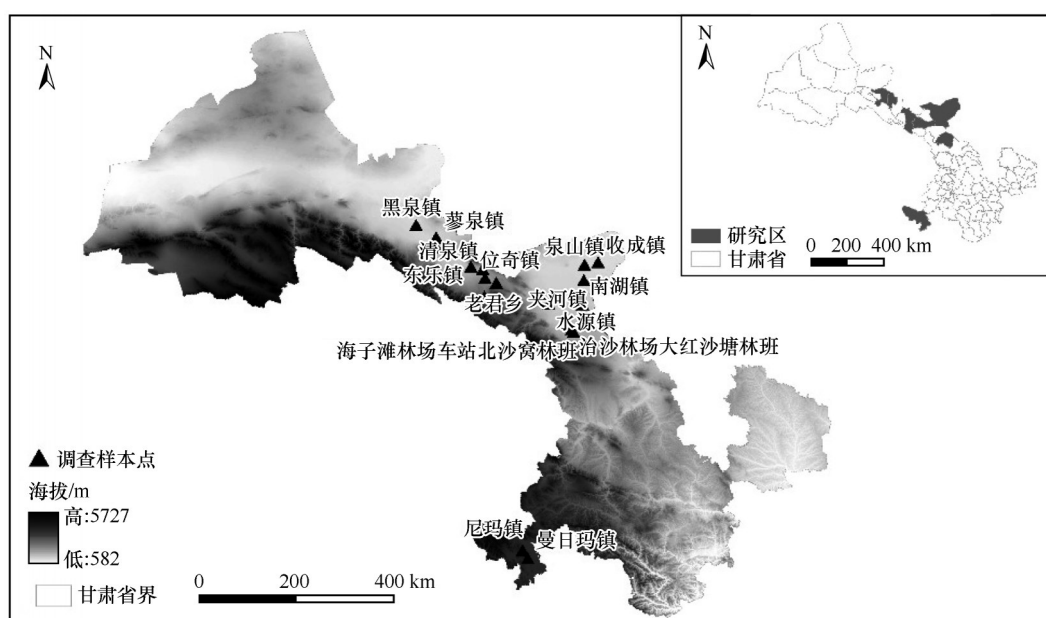 N
N
黑泉镇
蓼泉镇
清泉镇
位奇镇
泉山镇收成镇
东乐镇
南湖镇
老君乡
夹河镇
水源镇
海子滩林场车站北沙窝林班
治沙林场大红沙塘林班
尼玛镇
曼日玛镇
调查样本点
海拔/m
高:5727
低:582
甘肃省界
0 200 400 km
研究区
甘肃省
0 200 400 km